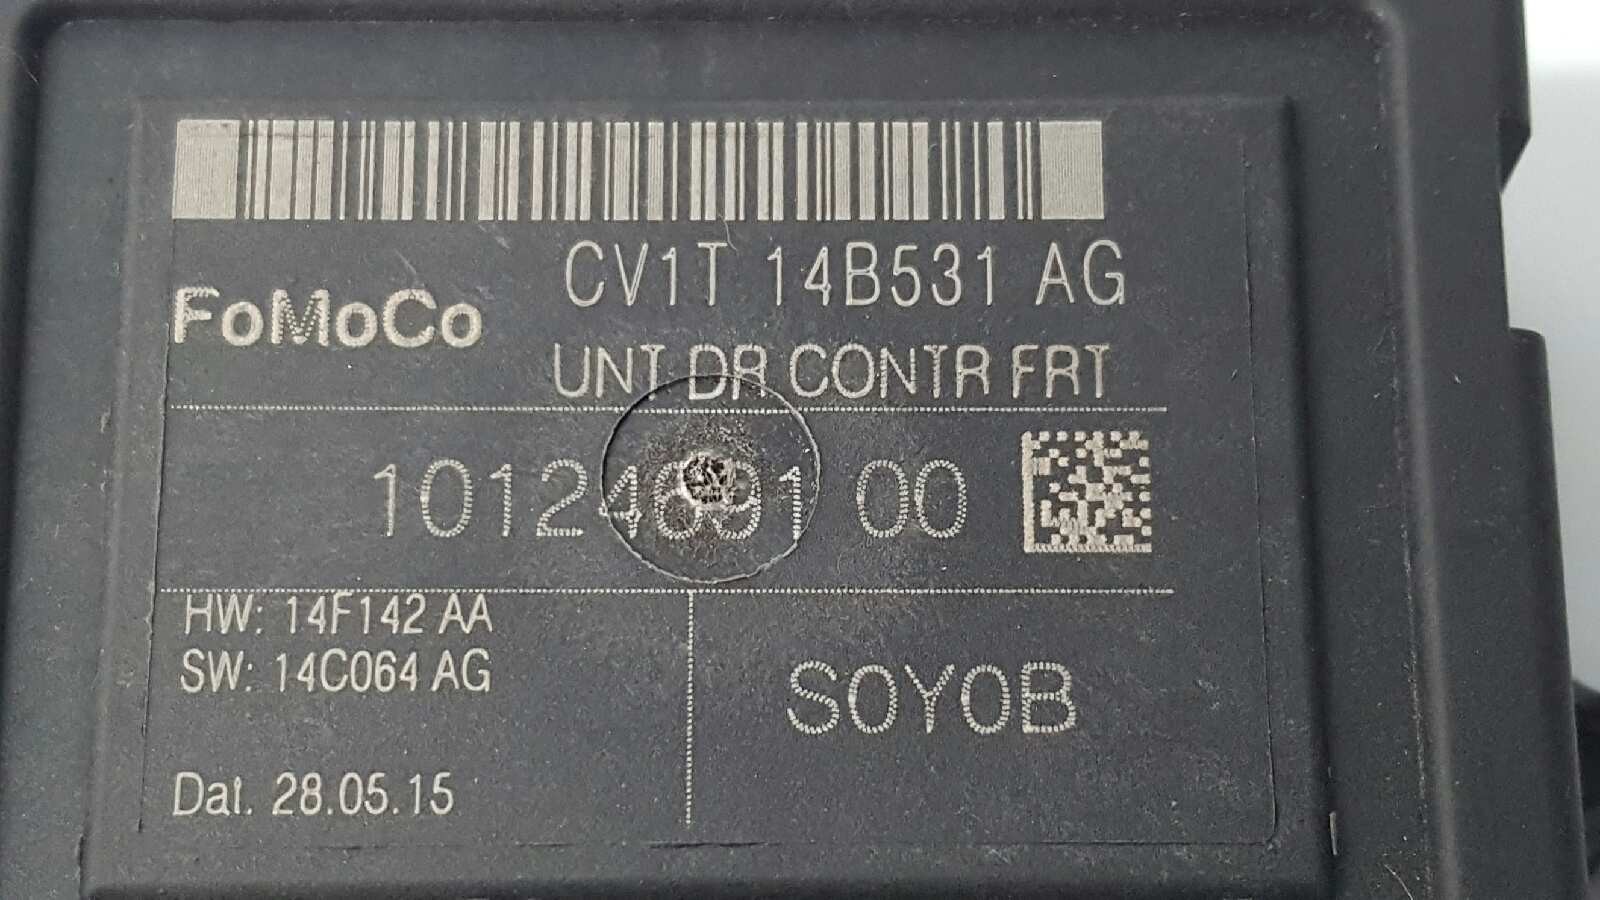 CV1T 14B531 AG
FoMoCo
UNT DR CONTR FRT
00
HW: 14F142 AA
SW: 14C064 AG
S0Y0B
Dat. 28.05.15